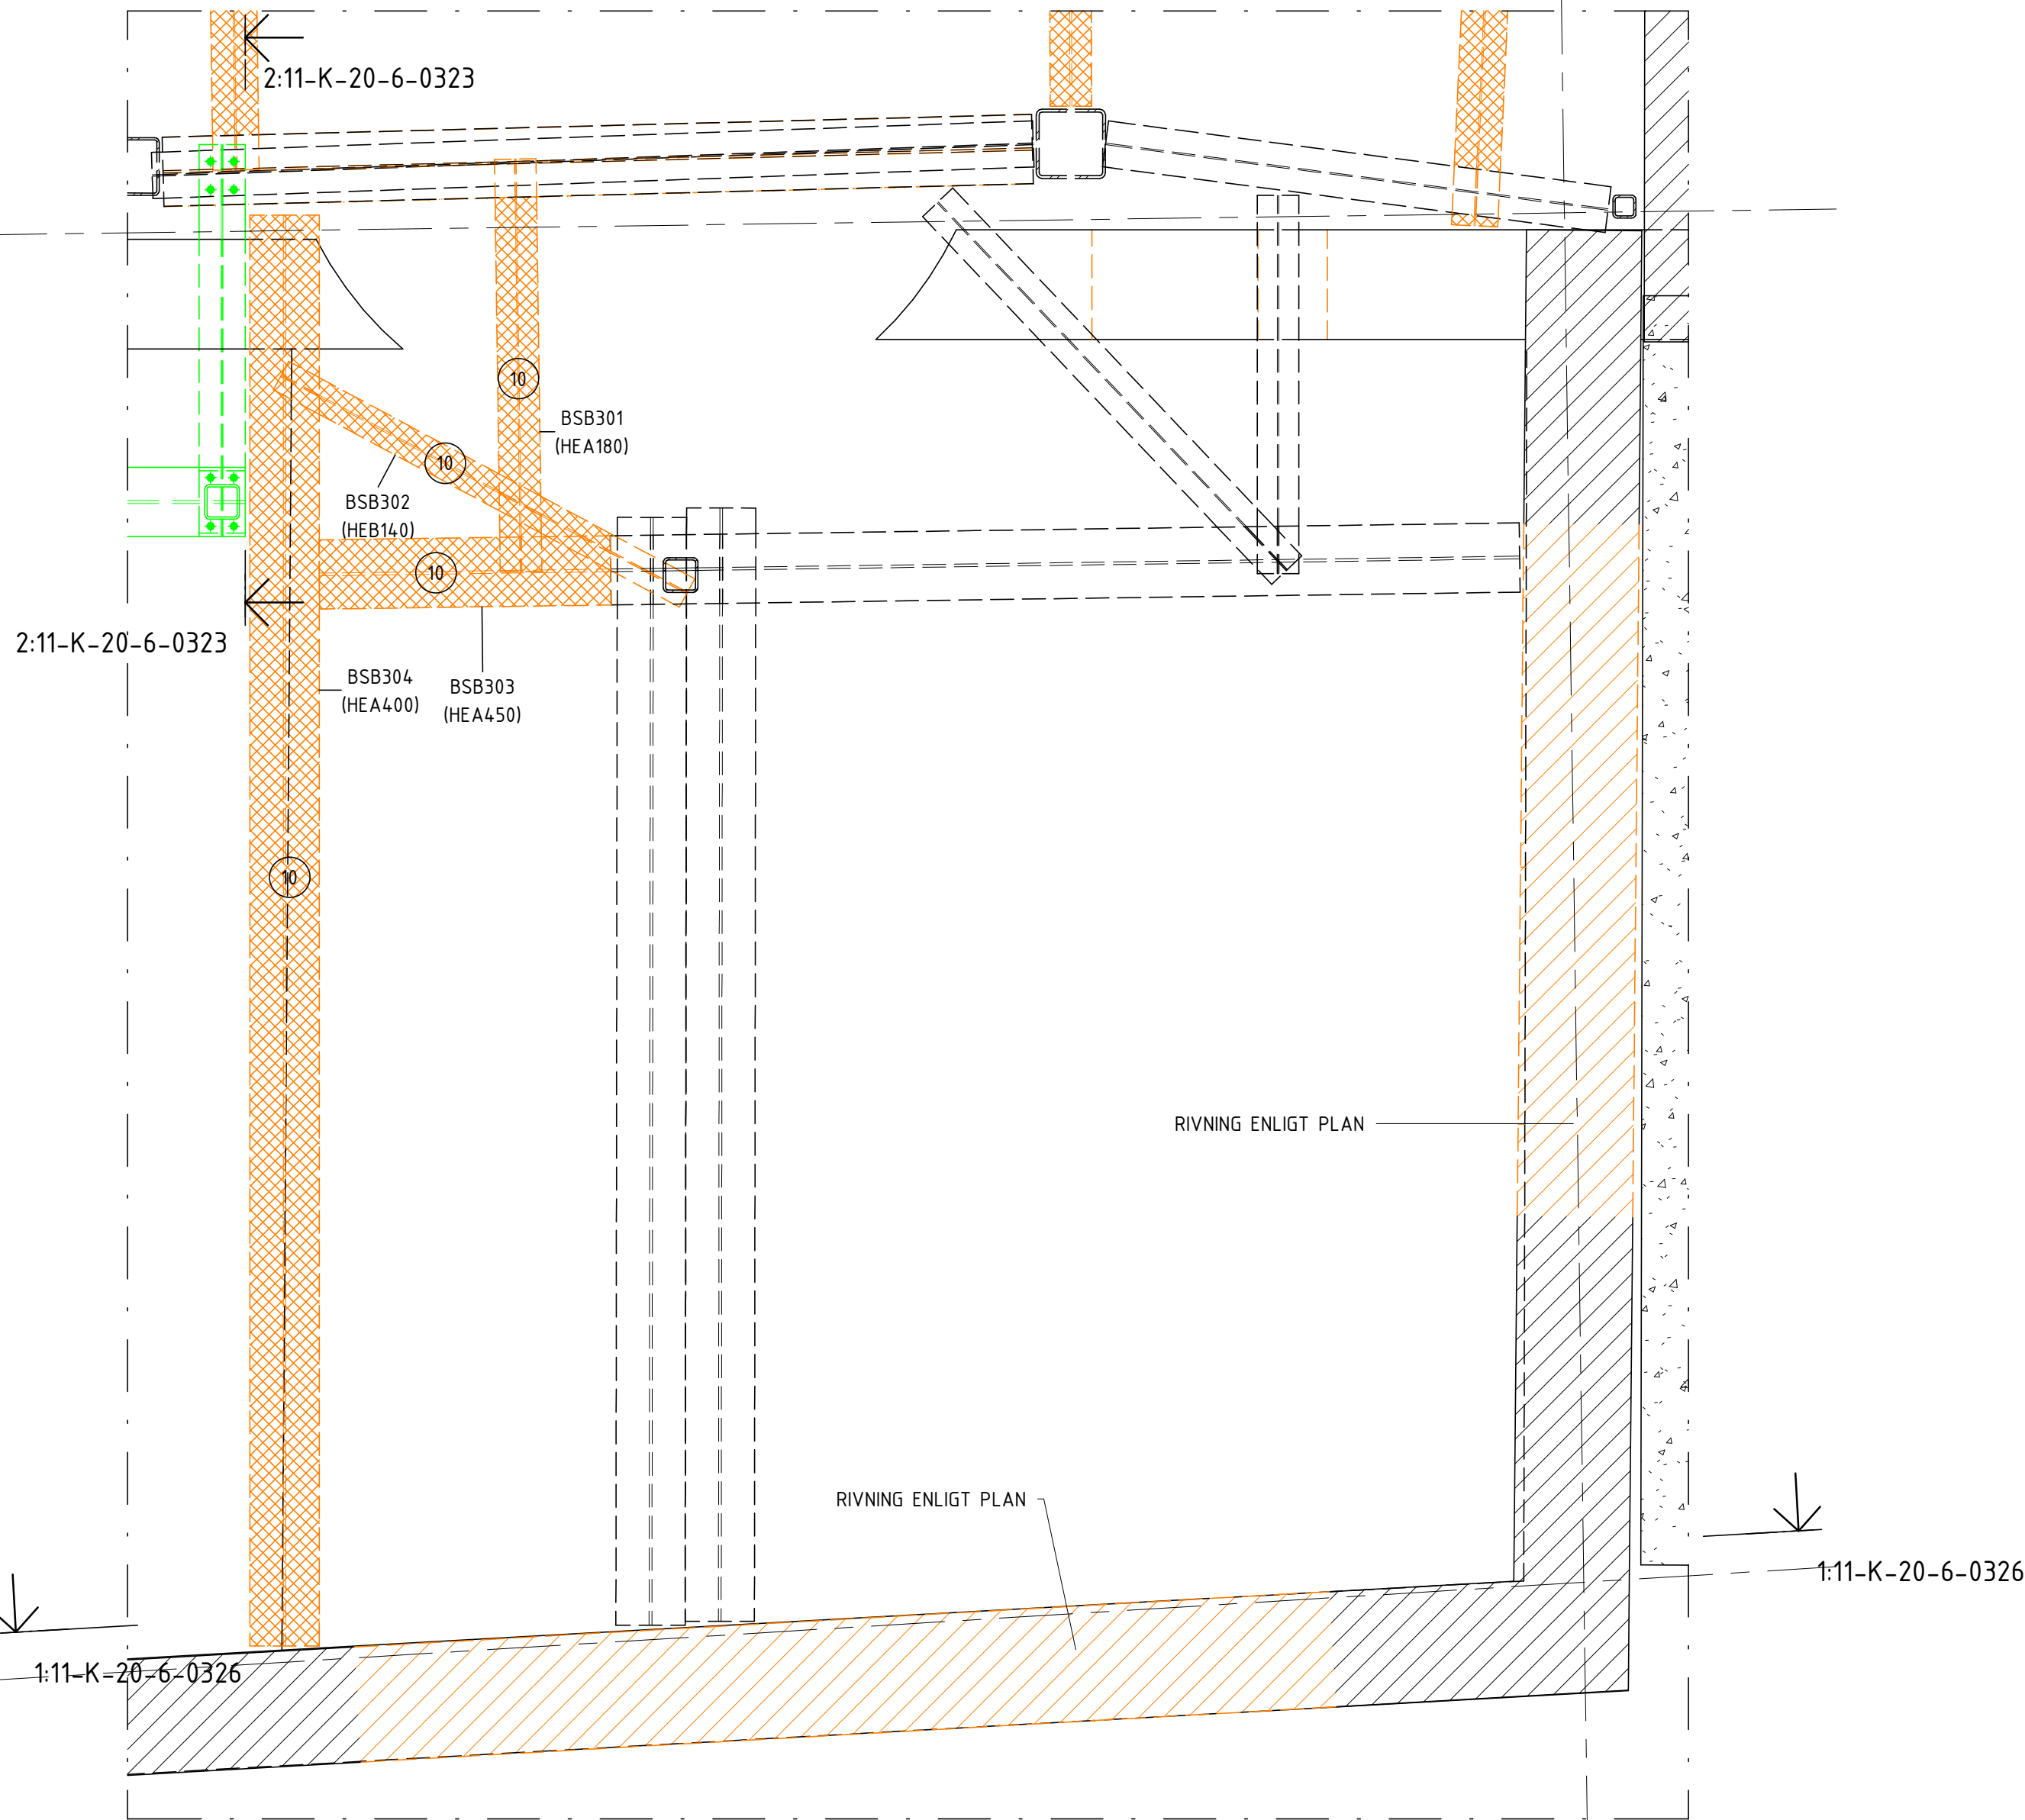 2:11-K-20-6-0323
10
BSB301
(HEA180)
10
BSB302
(HEB140)
10
2:11-K-20-6-0323
BSB304
(HEA400)
BSB303
(HEA450)
10
RIVNING ENLIGT PLAN
RIVNING ENLIGT PLAN
1:11-K-20-6-0326
1:11-K-20-6-0326